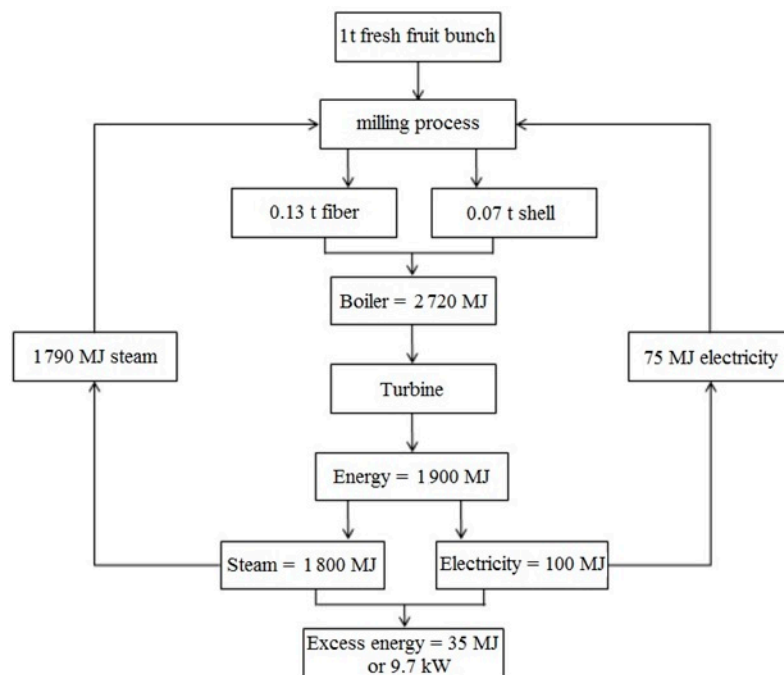 1t fresh fruit bunch
milling process
0.13 t fiber
0.07 t shell
Boiler = 2 720 MJ
1790 MJ steam
75 MJ electricity
Turbine
Energy = 1 900 MJ
Steam = 1 800 MJ
Electricity = 100 MJ
Excess energy = 35 MJ
or 9.7 kW